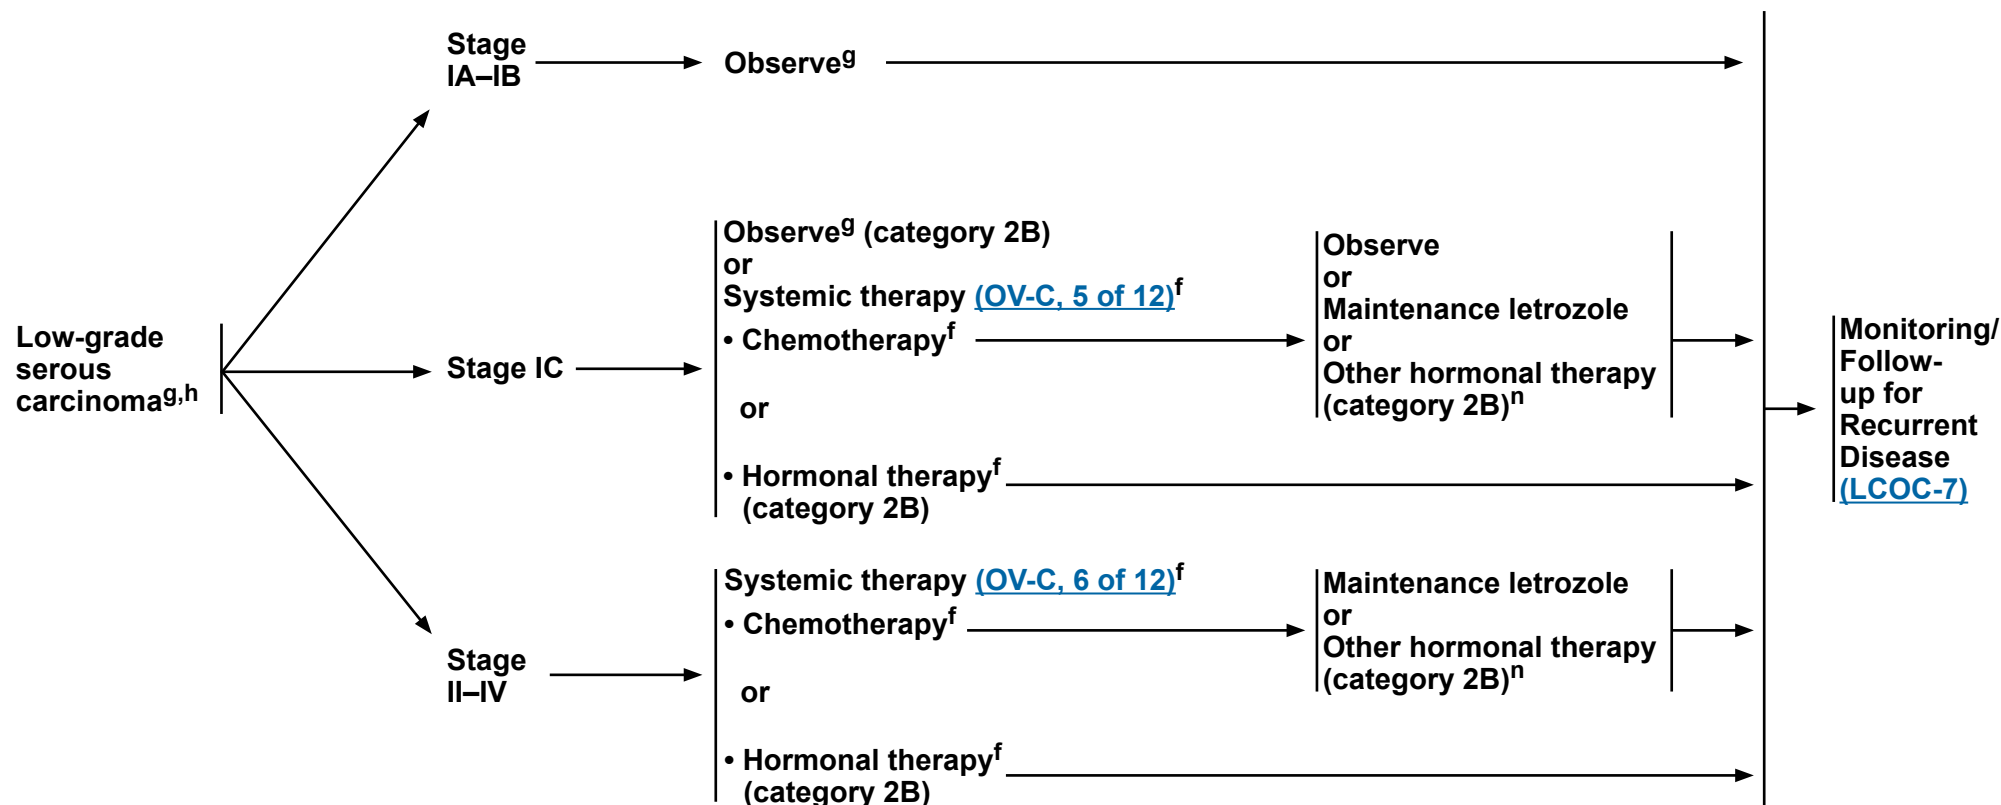 Low-grade
serous
carcinomag,h
Stage
IA–IB
Observeg
Stage IC
Observeg (category 2B)
or
Systemic therapy (OV-C, 5 of 12)f
• Chemotherapyf
or
• Hormonal therapyf
(category 2B)
Observe
or
Maintenance letrozole
or
Other hormonal therapy
(category 2B)n
Stage
II–IV
Systemic therapy (OV-C, 6 of 12)f
• Chemotherapyf
or
• Hormonal therapyf
(category 2B)
Maintenance letrozole
or
Other hormonal therapy
(category 2B)n
Monitoring/
Follow-
up for
Recurrent
Disease
(LCOC-7)